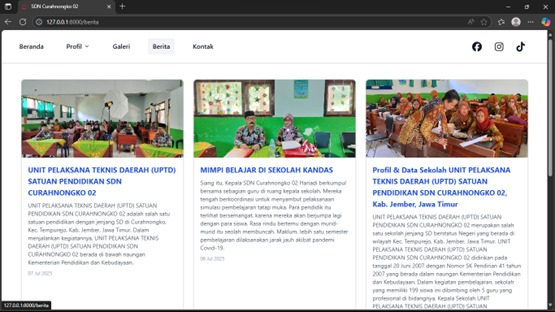 SDN Curahnongko 02
127.0.0.1:8000/berita
Beranda
Profil
Galeri
Berita
Kontak
UNIT PELAKSANA TEKNIS DAERAH (UPTD)
SATUAN PENDIDIKAN SDN
CURAHNONGKO 02
UNIT PELAKSANA TEKNIS DAERAH (UPTD) SATUAN
PENDIDIKAN SDN CURAHNONGKO 02 adalah salah satu
satuan pendidikan dengan jenjang SD di Curahnongko,
Kec. Tempurejo, Kab. Jember, Jawa Timur. Dalam
menjalankan kegiatannya, UNIT PELAKSANA TEKNIS
DAERAH (UPTD) SATUAN PENDIDIKAN SDN
CURAHNONGKO 02 berada di bawah naungan
Kementerian Pendidikan dan Kebudayaan.
07 Jul 2025
MIMPI BELAJAR DI SEKOLAH KANDAS
Siang itu, Kepala SDN Curahnongko 02 Hariadi berkumpul
bersama sebagian guru di ruang kepala sekolah. Mereka
tengah berkoordinasi untuk menyambut pelaksanaan
simulasi pembelajaran tatap muka. Para pendidik itu
terlihat bersemangat, karena mereka akan berjumpa lagi
dengan para siswa. Rasa rindu bertemu dengan murid-
murid itu seolah membuncah. Maklum, lebih satu semester
pembelajaran dilaksanakan jarak jauh akibat pandemi
Covid-19.
08 Jul 2025
Profil & Data Sekolah UNIT PELAKSANA
TEKNIS DAERAH (UPTD) SATUAN
PENDIDIKAN SDN CURAHNONGKO 02,
Kab. Jember, Jawa Timur
UNIT PELAKSANA TEKNIS DAERAH (UPTD) SATUAN
PENDIDIKAN SDN CURAHNONGKO 02 merupakan salah
satu sekolah jenjang SD berstatus Negeri yang berada di
wilayah Kec. Tempurejo, Kab. Jember, Jawa Timur. UNIT
PELAKSANA TEKNIS DAERAH (UPTD) SATUAN
PENDIDIKAN SDN CURAHNONGKO 02 didirikan pada
tanggal 20 Juni 2007 dengan Nomor SK Pendirian 41 tahun
2007 yang berada dalam naungan Kementerian Pendidikan
dan Kebudayaan. Dalam kegiatan pembelajaran, sekolah
yang memiliki 199 siswa ini dibimbing oleh 5 guru yang
profesional di bidangnya. Kepala Sekolah UNIT
PELAKSANA TEKNIS DAERAH (UPTD) SATUAN
127.0.0.1:8000/berita